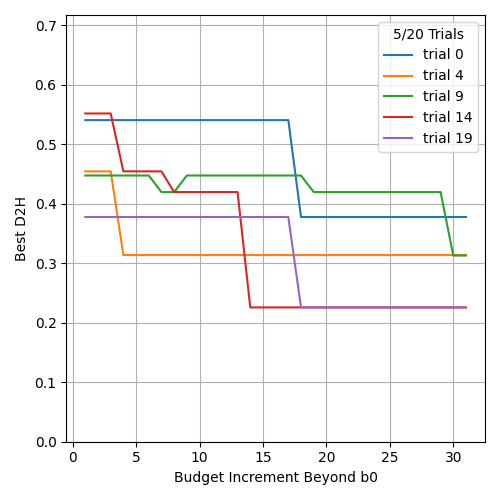 5/20 Trials
trial 0
trial 4
trial 9
trial 14
trial 19
Best D2H
0.7
0.6
0.5
0.4
0.3
0.2
0.1
0.0
0 5 10 15 20 25 30
Budget Increment Beyond b0